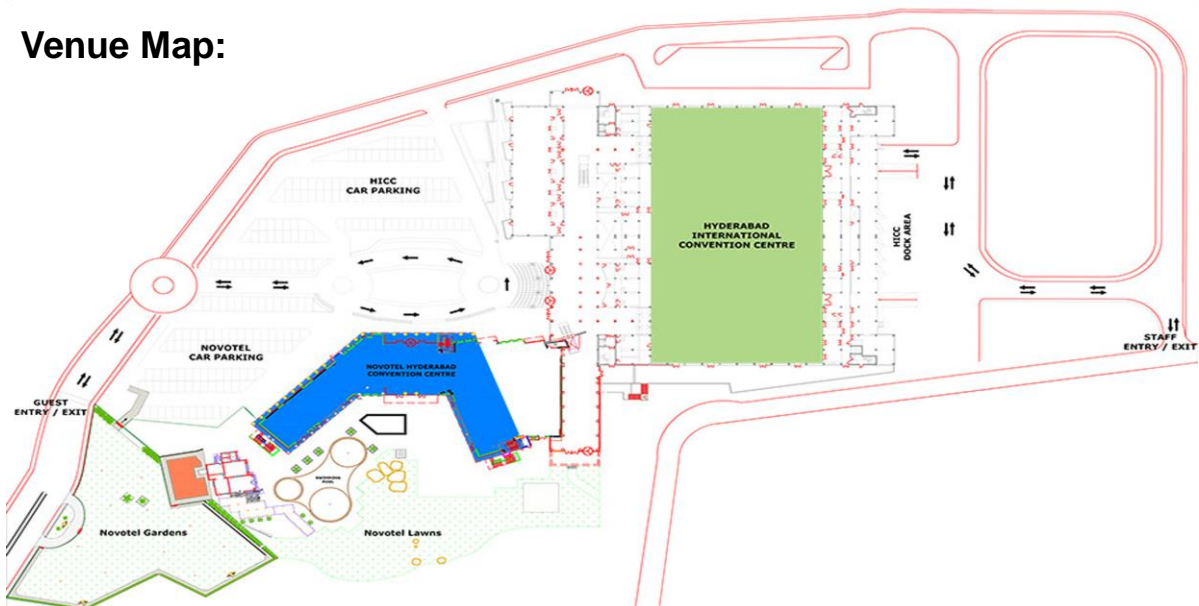 Venue Map:
HICC
CAR PARKING
HYDERABAD
INTERNATIONAL
CONVENTION CENTRE
HICC
DOCK AREA
NOVOTEL
CAR PARKING
NOVOTEL HYDERABAD
CONVENTION CENTRE
STAFF
ENTRY / EXIT
GUEST
ENTRY / EXIT
SWIMMING
POOL
Novotel Gardens
Novotel Lawns